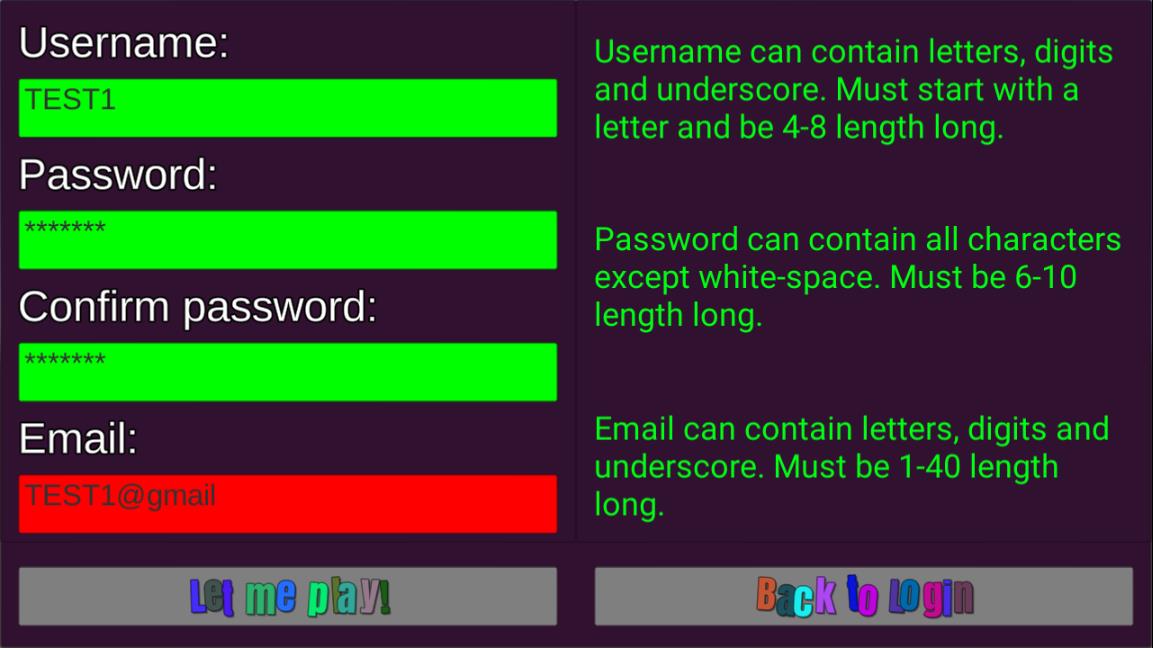 Username:
TEST1
Password:
*******
Confirm password:
*******
Email:
TEST1@gmail
Username can contain letters, digits
and underscore. Must start with a
letter and be 4-8 length long.
Password can contain all characters
except white-space. Must be 6-10
length long.
Email can contain letters, digits and
underscore. Must be 1-40 length
long.
Let me play!
Back to login